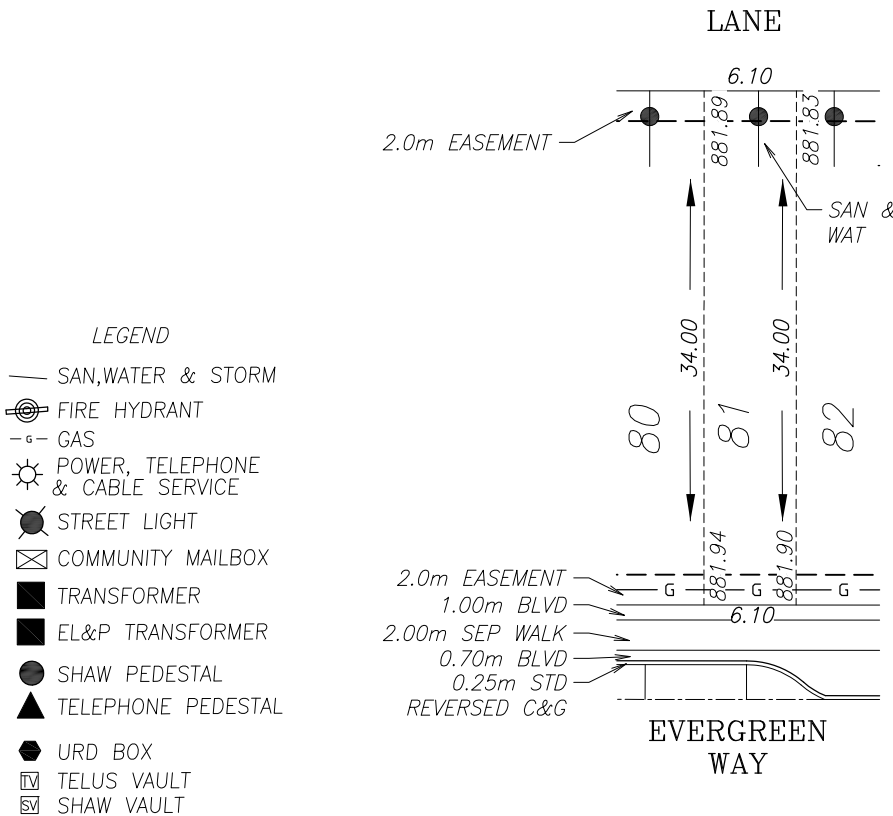 LANE
6.10
881.89
881.83
2.0m EASEMENT
SAN &
WAT
34.00
34.00
80
81
82
LEGEND
SAN,WATER & STORM
FIRE HYDRANT
G GAS
POWER, TELEPHONE
& CABLE SERVICE
STREET LIGHT
COMMUNITY MAILBOX
TRANSFORMER
EL&P TRANSFORMER
SHAW PEDESTAL
TELEPHONE PEDESTAL
URD BOX
TV TELUS VAULT
SV SHAW VAULT
881.94
881.90
2.0m EASEMENT
G G G
1.00m BLVD
6.10
2.00m SEP WALK
0.70m BLVD
0.25m STD
REVERSED C&G
EVERGREEN
WAY